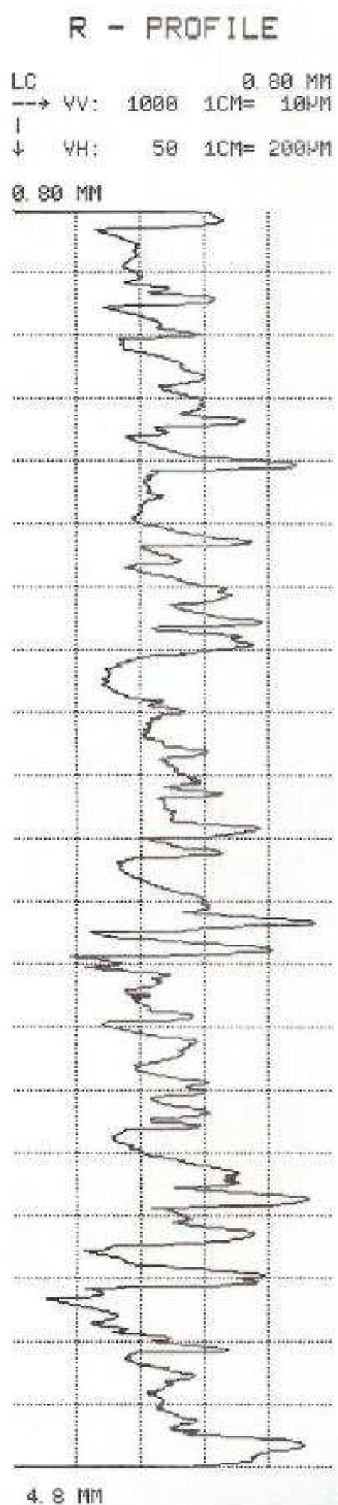 R - PROFILE
LC 0.80 MM
---→ VV: 1000 1CM= 10µM
↓ VH: 50 1CM= 200µM
0.80 MM
4.8 MM